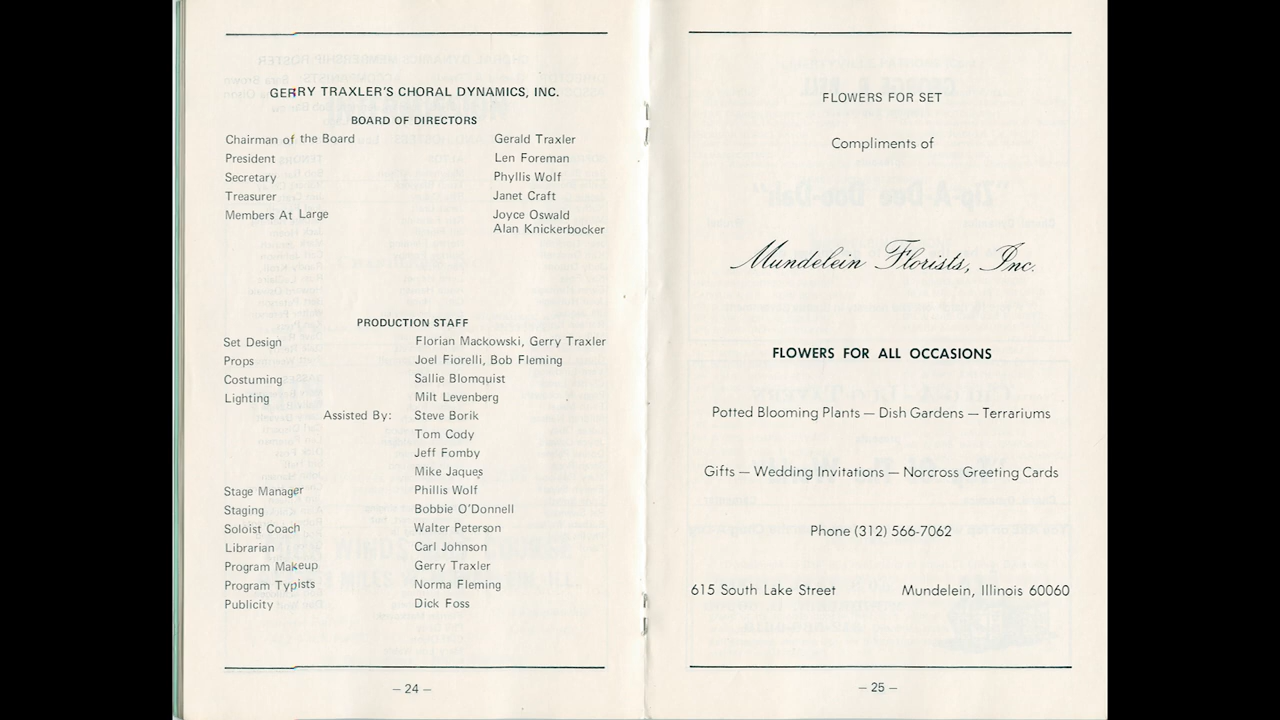 GERRY TRAXLER'S CHORAL DYNAMICS, INC.
BOARD OF DIRECTORS
Chairman of the Board Gerald Traxler
President Len Foreman
Secretary Phyllis Wolf
Treasurer Janet Craft
Members At Large Joyce Oswald
Alan Knickerbocker
PRODUCTION STAFF
Set Design Florian Mackowski, Gerry Traxler
Props Joel Fiorelli, Bob Fleming
Costuming Sallie Blomquist
Lighting Milt Levenberg
Assisted By: Steve Borik
Tom Cody
Jeff Fomby
Mike Jaques
Stage Manager Phillis Wolf
Staging Bobbie O'Donnell
Soloist Coach Walter Peterson
Librarian Carl Johnson
Program Makeup Gerry Traxler
Program Typists Norma Fleming
Publicity Dick Foss
— 24 —
FLOWERS FOR SET
Compliments of
Mundelein Florists, Inc.
FLOWERS FOR ALL OCCASIONS
Potted Blooming Plants — Dish Gardens — Terrariums
Gifts — Wedding Invitations — Norcross Greeting Cards
Phone (312) 566-7062
615 South Lake Street Mundelein, Illinois 60060
— 25 —